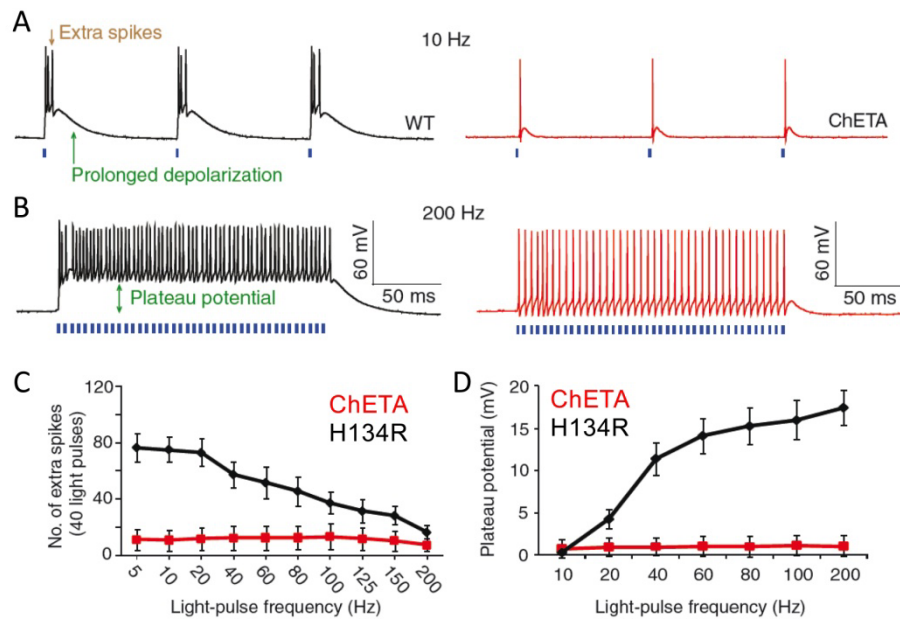 A
Extra spikes
10 Hz
WT
ChETA
Prolonged depolarization
B
200 Hz
60 mV
50 ms
Plateau potential
60 mV
50 ms
C
ChETA
H134R
No. of extra spikes
(40 light pulses)
120
80
40
0
5 10 20 40 60 80 100 125 150 200
Light-pulse frequency (Hz)
D
ChETA
H134R
Plateau potential (mV)
20
15
10
5
0
10 20 40 60 80 100 200
Light-pulse frequency (Hz)